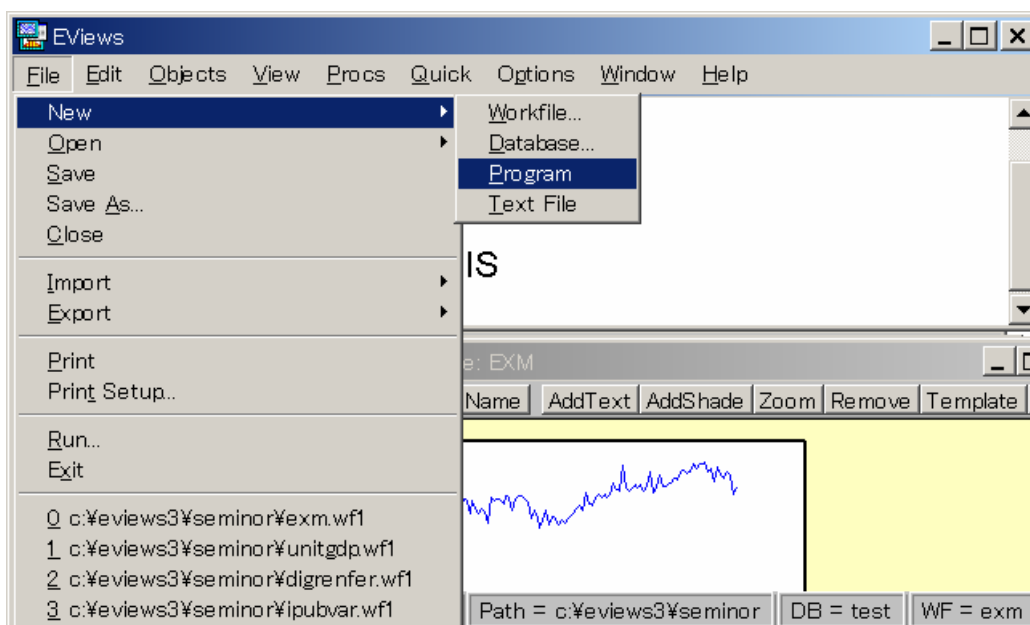 EViews
File Edit Objects View Procs Quick Options Window Help
New
Open
Save
Save As...
Close
Import
Export
Print
Print Setup...
Run...
Exit
0 c:¥eviews3¥seminor¥exm.wf1
1 c:¥eviews3¥seminor¥unitgdp.wf1
2 c:¥eviews3¥seminor¥digrenfer.wf1
3 c:¥eviews3¥seminor¥ipubvar.wf1
Workfile...
Database...
Program
Text File
IS
e: EXM
Name AddText AddShade Zoom Remove Template
Path = c:¥eviews3¥seminor DB = test WF = exm